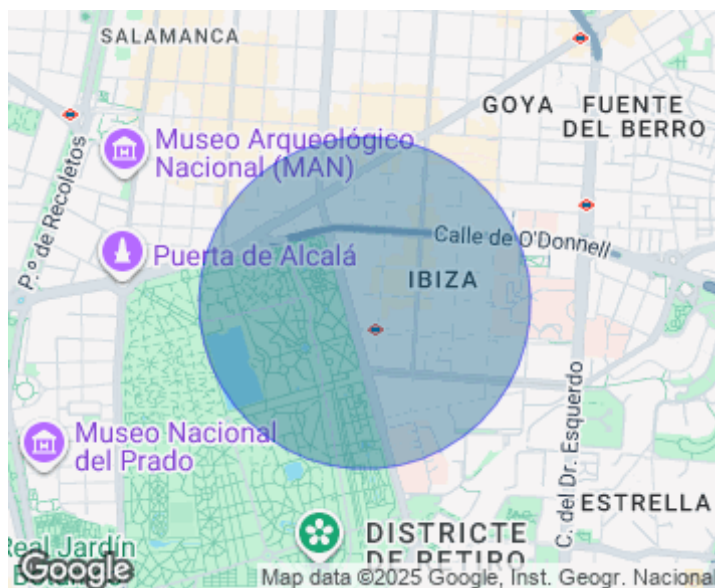 SALAMANCA
GOYA
FUENTE
DEL BERRO
Museo Arqueológico
Nacional (MAN)
P.º de Recoletos
Calle de O'Donnell
Puerta de Alcalá
IBIZA
C. del Dr. Esquerdo
Museo Nacional
del Prado
ESTRELLA
DISTRICTE
DE RETIRO
Real Jardín
Google
Map data ©2025 Google, Inst. Geogr. Nacional